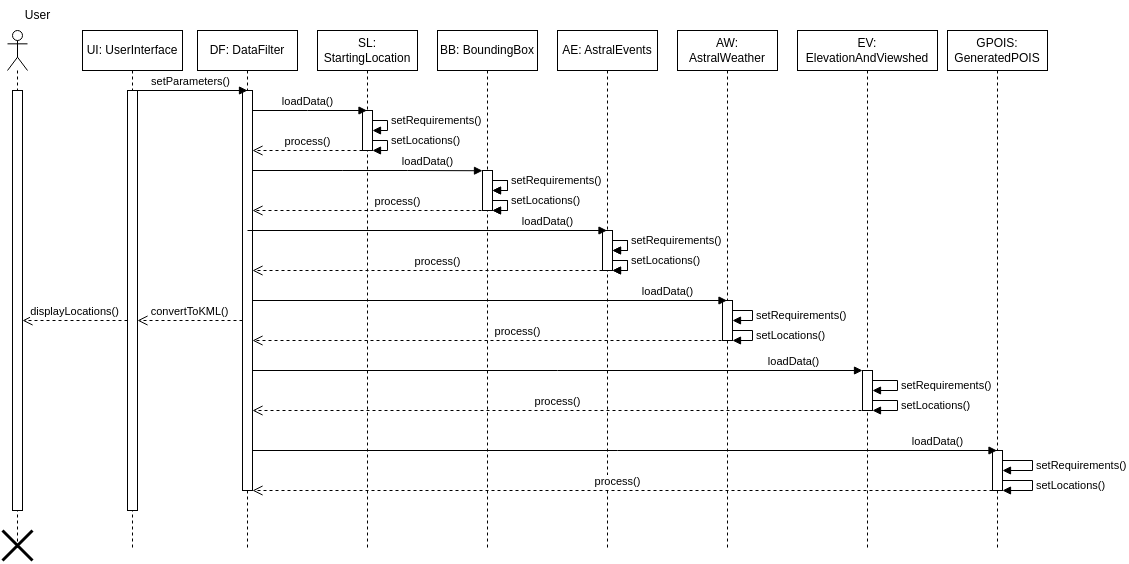 User
UI: UserInterface
DF: DataFilter
SL:
StartingLocation
BB: BoundingBox
AE: AstralEvents
AW:
AstralWeather
EV:
ElevationAndViewshed
GPOIS:
GeneratedPOIS
setParameters()
loadData()
setRequirements()
process()
setLocations()
loadData()
setRequirements()
process()
setLocations()
loadData()
setRequirements()
process()
setLocations()
loadData()
displayLocations()
convertToKML()
setRequirements()
process()
setLocations()
loadData()
setRequirements()
process()
setLocations()
loadData()
setRequirements()
process()
setLocations()